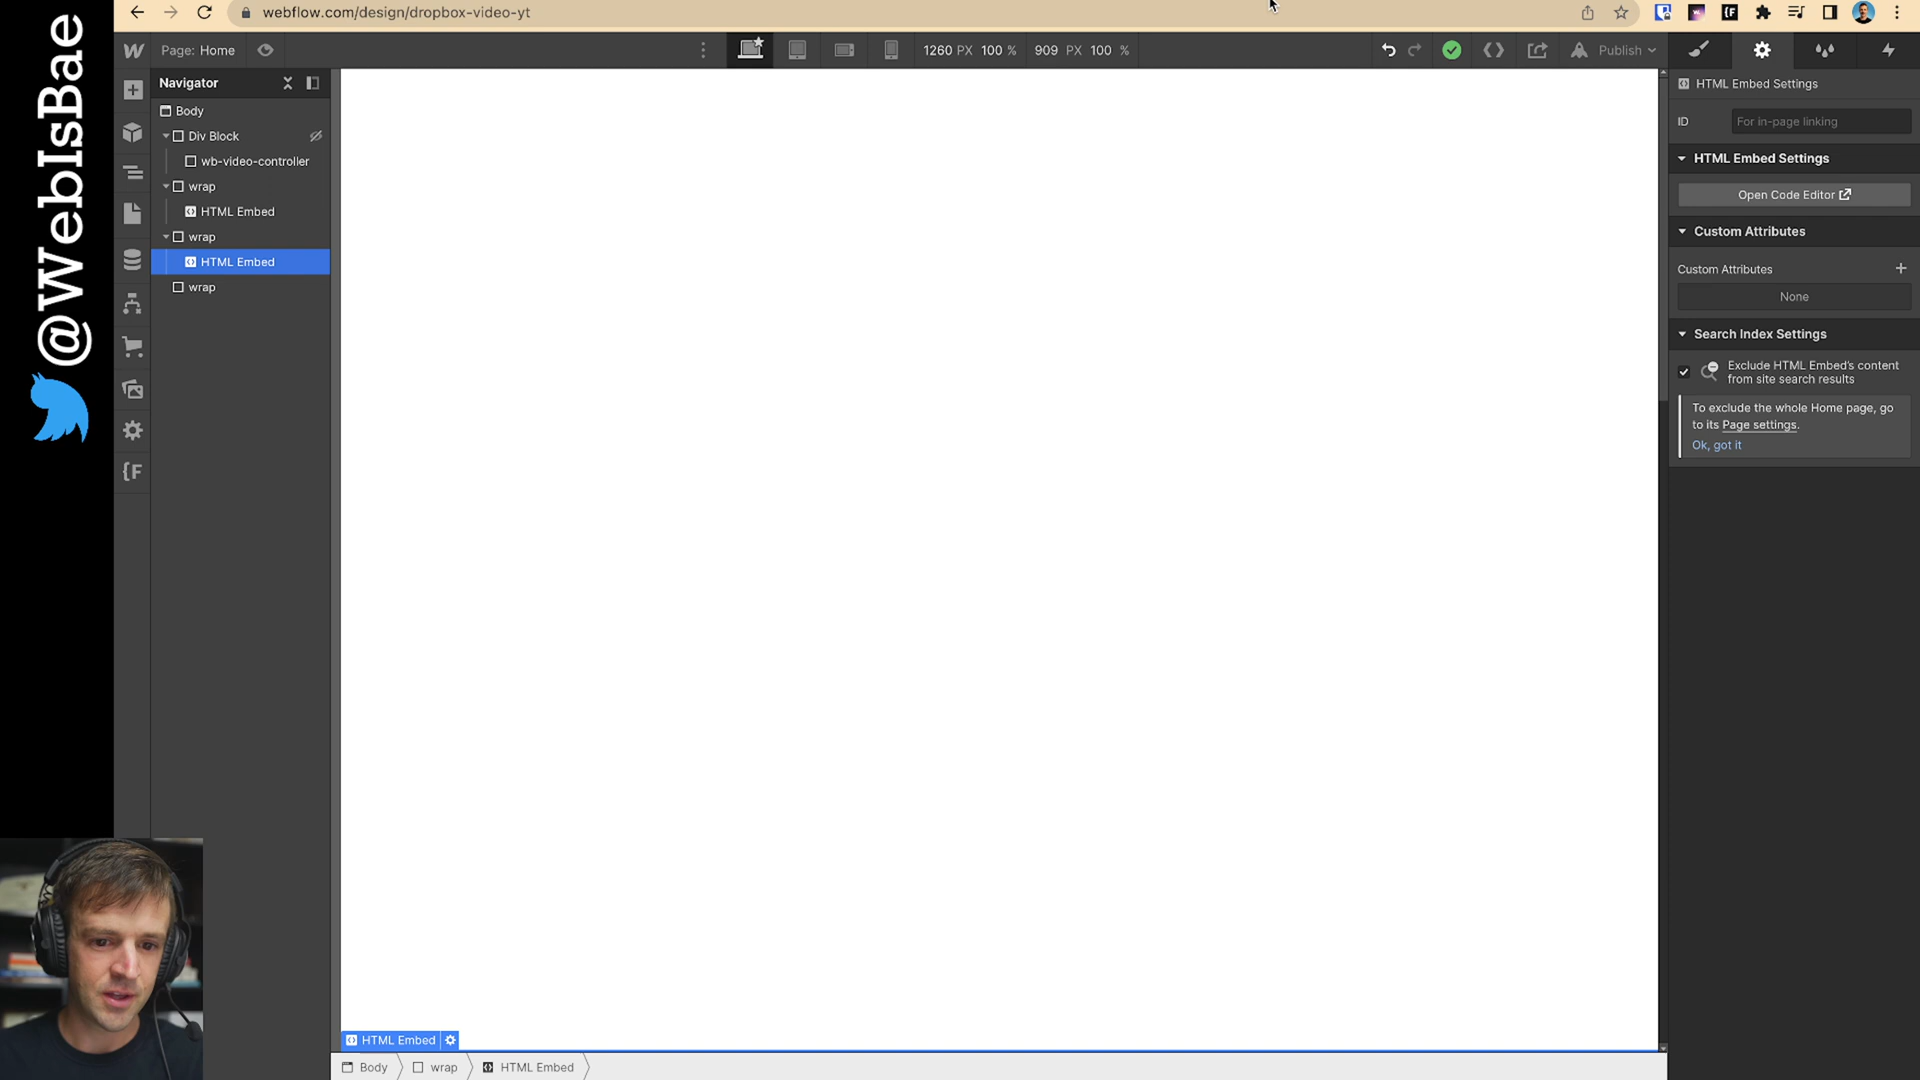 @WebIsBae
webflow.com/design/dropbox-video-yt
Page: Home
1260 PX 100 % 909 PX 100 %
Publish
Navigator
Body
Div Block
wb-video-controller
wrap
HTML Embed
wrap
HTML Embed
wrap
HTML Embed Settings
ID For in-page linking
HTML Embed Settings
Open Code Editor
Custom Attributes
Custom Attributes
None
Search Index Settings
Exclude HTML Embed's content
from site search results
To exclude the whole Home page, go
to its Page settings.
Ok, got it
HTML Embed
Body wrap HTML Embed